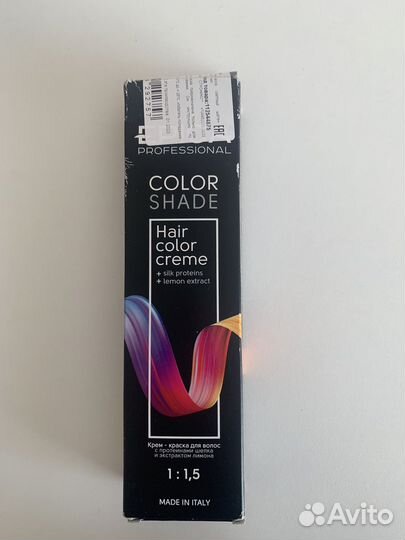 PROFESSIONAL
COLOR
SHADE
Hair
color
creme
+ silk proteins
+ lemon extract
Крем - краска для волос
с протеинами шелка
и экстрактом лимона
1 : 1,5
MADE IN ITALY
Avito